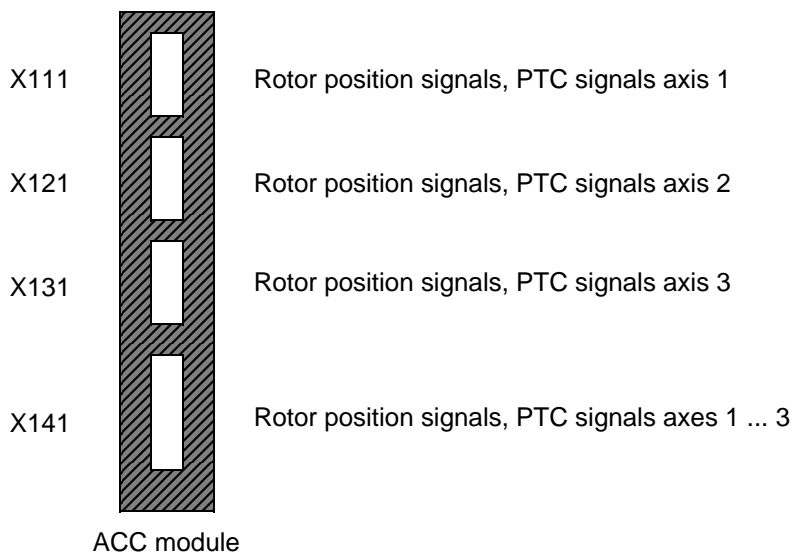 X111 Rotor position signals, PTC signals axis 1
X121 Rotor position signals, PTC signals axis 2
X131 Rotor position signals, PTC signals axis 3
X141 Rotor position signals, PTC signals axes 1 ... 3
ACC module